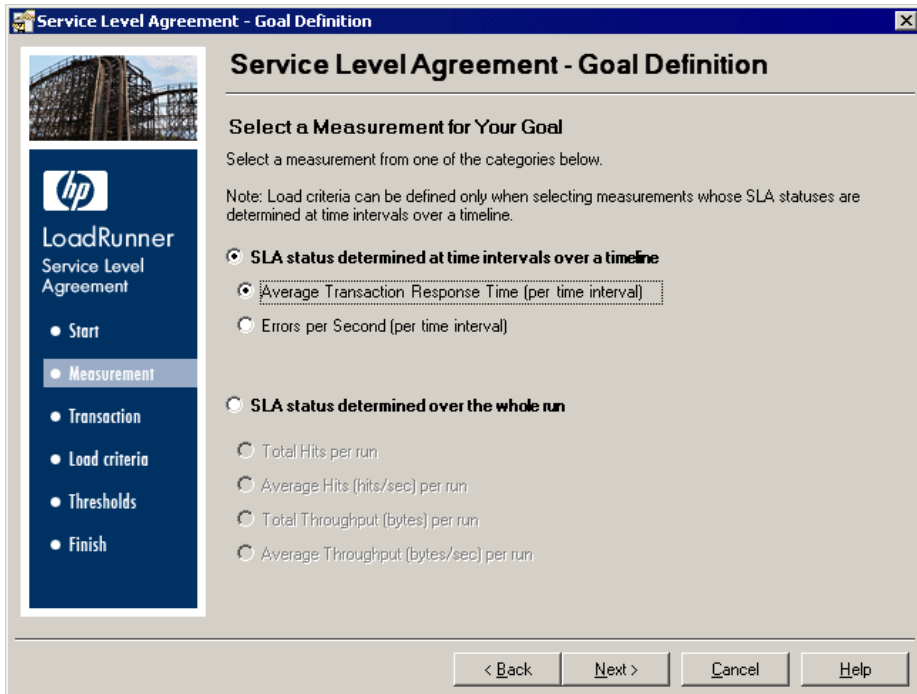 Service Level Agreement - Goal Definition
Service Level Agreement - Goal Definition
hp
LoadRunner
Service Level
Agreement
Start
Measurement
Transaction
Load criteria
Thresholds
Finish
Select a Measurement for Your Goal
Select a measurement from one of the categories below.
Note: Load criteria can be defined only when selecting measurements whose SLA statuses are
determined at time intervals over a timeline.
SLA status determined at time intervals over a timeline
Average Transaction Response Time (per time interval)
Errors per Second (per time interval)
SLA status determined over the whole run
Total Hits per run
Average Hits (hits/sec) per run
Total Throughput (bytes) per run
Average Throughput (bytes/sec) per run
< Back
Next >
Cancel
Help